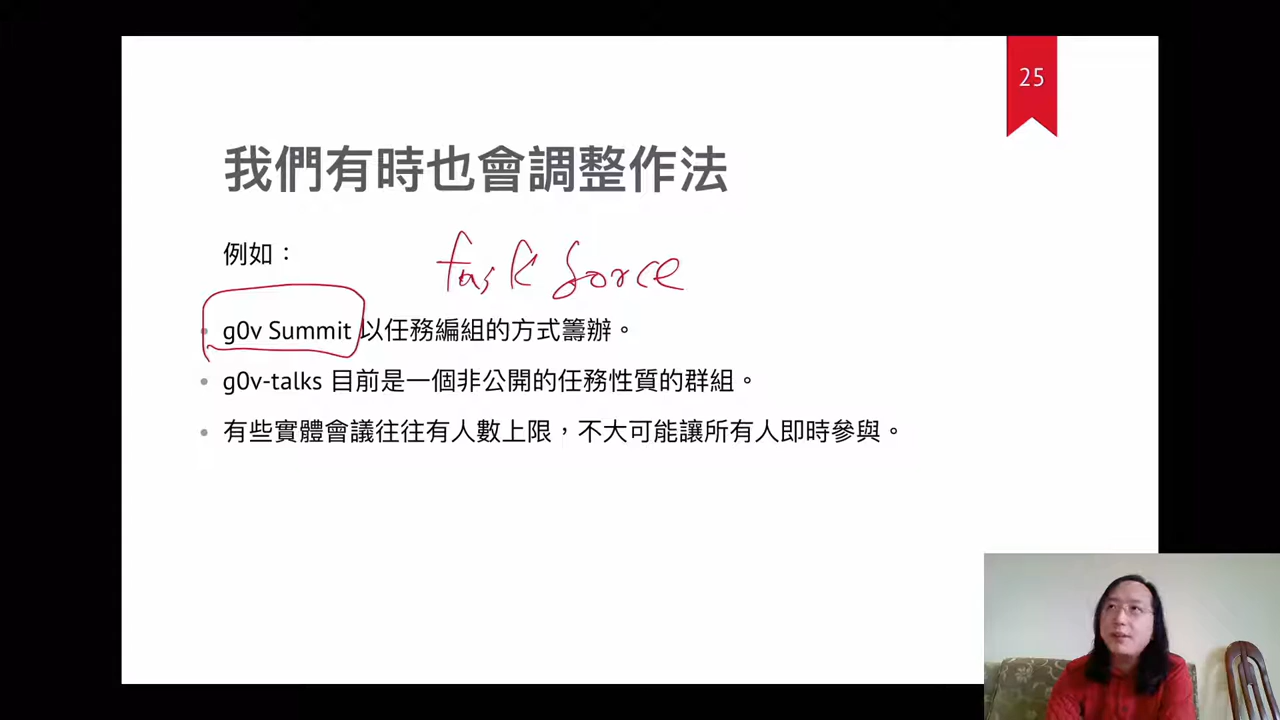 25
我們有時也會調整作法
例如：
task force
g0v Summit 以任務編組的方式籌辦。
g0v-talks 目前是一個非公開的任務性質的群組。
有些實體會議往往有人數上限，不大可能讓所有人即時參與。